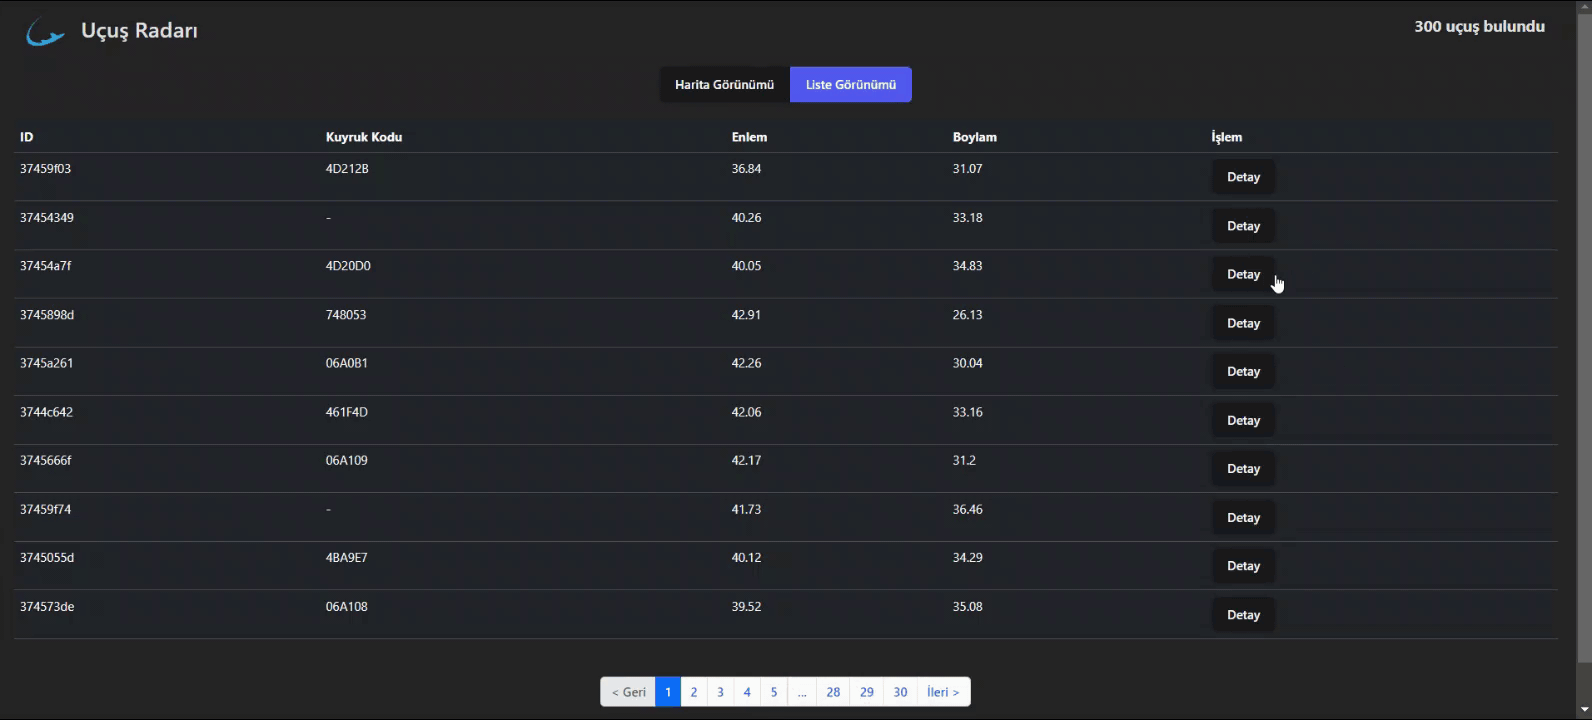 Uçuş Radarı
300 uçuş bulundu
Harita Görünümü Liste Görünümü
ID Kuyruk Kodu Enlem Boylam İşlem
37459f03 4D212B 36.84 31.07 Detay
37454349 - 40.26 33.18 Detay
37454a7f 4D20D0 40.05 34.83 Detay
3745898d 748053 42.91 26.13 Detay
3745a261 06A0B1 42.26 30.04 Detay
3744c642 461F4D 42.06 33.16 Detay
3745666f 06A109 42.17 31.2 Detay
37459f74 - 41.73 36.46 Detay
3745055d 4BA9E7 40.12 34.29 Detay
374573de 06A108 39.52 35.08 Detay
< Geri 1 2 3 4 5 ... 28 29 30 İleri >